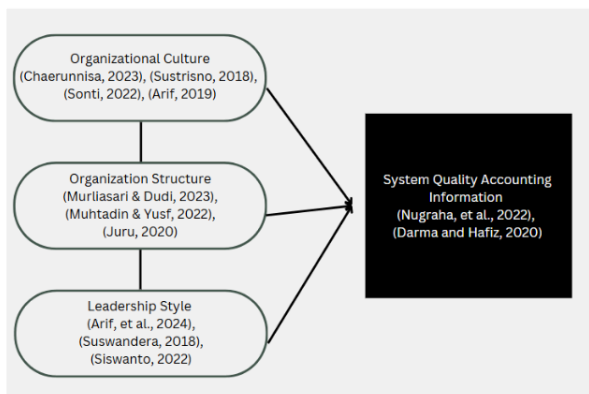 Organizational Culture
(Chaerunnisa, 2023), (Sustrisno, 2018),
(Sonti, 2022), (Arif, 2019)
Organization Structure
(Murliasari & Dudi, 2023),
(Muhtadin & Yusf, 2022),
(Juru, 2020)
Leadership Style
(Arif, et al., 2024),
(Suswandera, 2018),
(Siswanto, 2022)
System Quality Accounting
Information
(Nugraha, et al., 2022),
(Darma and Hafiz, 2020)